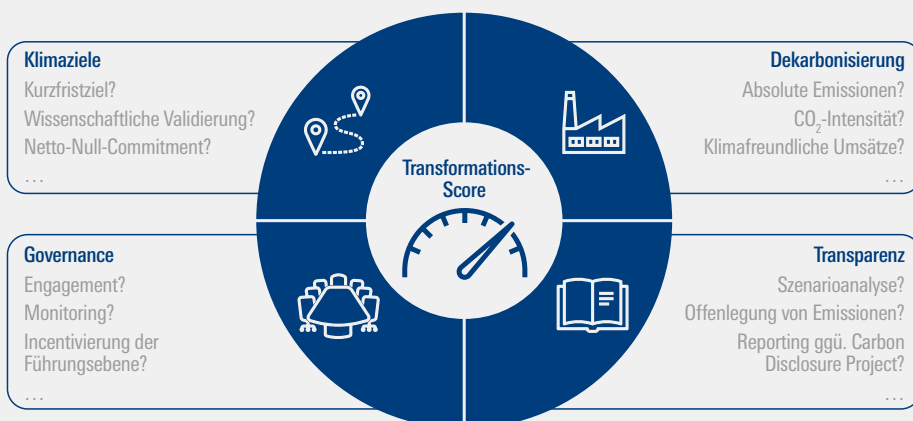 Klimaziele
Kurzfristziel?
Wissenschaftliche Validierung?
Netto-Null-Commitment?
…
Dekarbonisierung
Absolute Emissionen?
CO₂-Intensität?
Klimafreundliche Umsätze?
…
Transformations-
Score
Governance
Engagement?
Monitoring?
Incentivierung der
Führungsebene?
…
Transparenz
Szenarioanalyse?
Offenlegung von Emissionen?
Reporting ggü. Carbon
Disclosure Project?
…